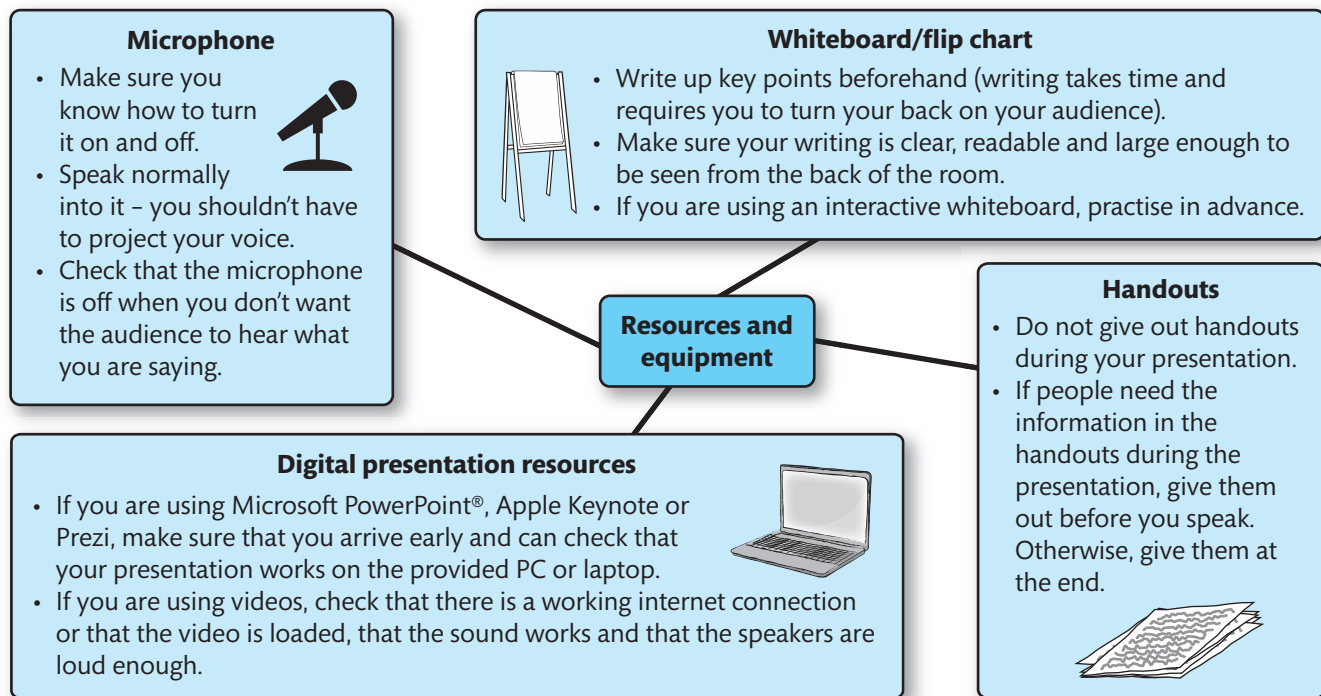 Microphone
• Make sure you
know how to turn
it on and off.
• Speak normally
into it – you shouldn't have
to project your voice.
• Check that the microphone
is off when you don't want
the audience to hear what
you are saying.
Whiteboard/flip chart
• Write up key points beforehand (writing takes time and
requires you to turn your back on your audience).
• Make sure your writing is clear, readable and large enough to
be seen from the back of the room.
• If you are using an interactive whiteboard, practise in advance.
Resources and
equipment
Handouts
• Do not give out handouts
during your presentation.
• If people need the
information in the
handouts during the
presentation, give them
out before you speak.
Otherwise, give them at
the end.
Digital presentation resources
• If you are using Microsoft PowerPoint®, Apple Keynote or
Prezi, make sure that you arrive early and can check that
your presentation works on the provided PC or laptop.
• If you are using videos, check that there is a working internet connection
or that the video is loaded, that the sound works and that the speakers are
loud enough.